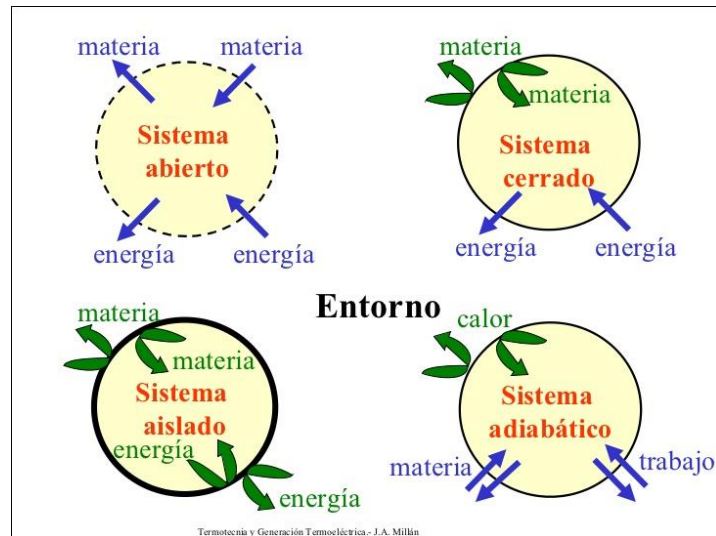 materia
materia
Sistema
abierto
energía
energía
materia
materia
Sistema
cerrado
energía
energía
Entorno
materia
materia
Sistema
aislado
energía
energía
calor
Sistema
adiabático
materia
trabajo
Termotecnia y Generación Termoeléctrica.- J.A. Millán